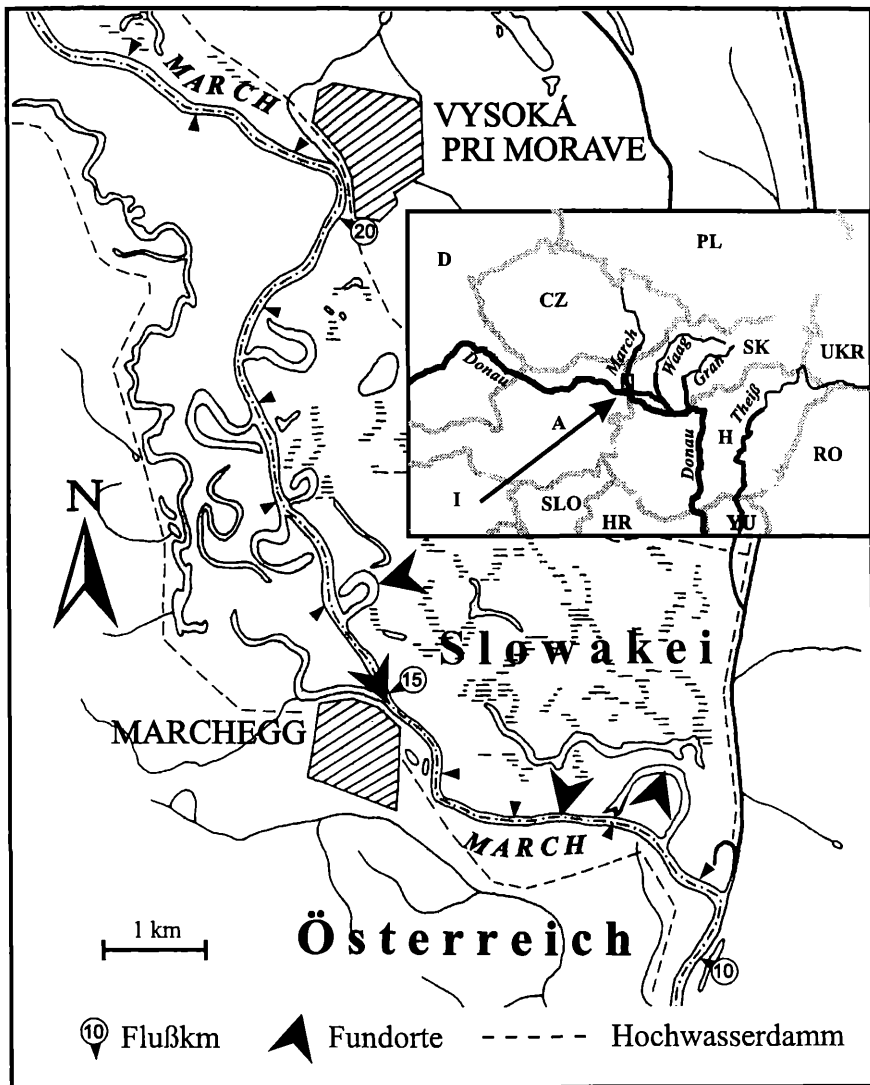 MARCH
VYSOKÁ
PRI MORAVE
20
D
PL
CZ
March
Waag
Gran
SK
UKR
Donau
Theiß
A
H
Donau
RO
I
SLO
HR
YU
N
Slowakei
15
MARCHEGG
MARCH
1 km
Österreich
10
10 Flußkm
Fundorte
Hochwasserdamm